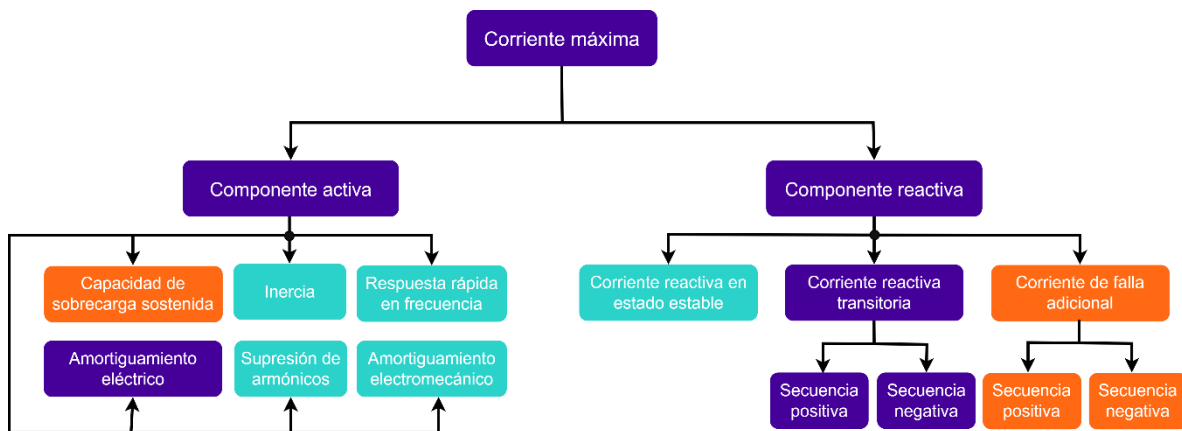 Corriente máxima
Componente activa
Componente reactiva
Capacidad de
sobrecarga sostenida
Inercia
Respuesta rápida
en frecuencia
Corriente reactiva en
estado estable
Corriente reactiva
transitoria
Corriente de falla
adicional
Amortiguamiento
eléctrico
Supresión de
armónicos
Amortiguamiento
electromecánico
Secuencia
positiva
Secuencia
negativa
Secuencia
positiva
Secuencia
negativa